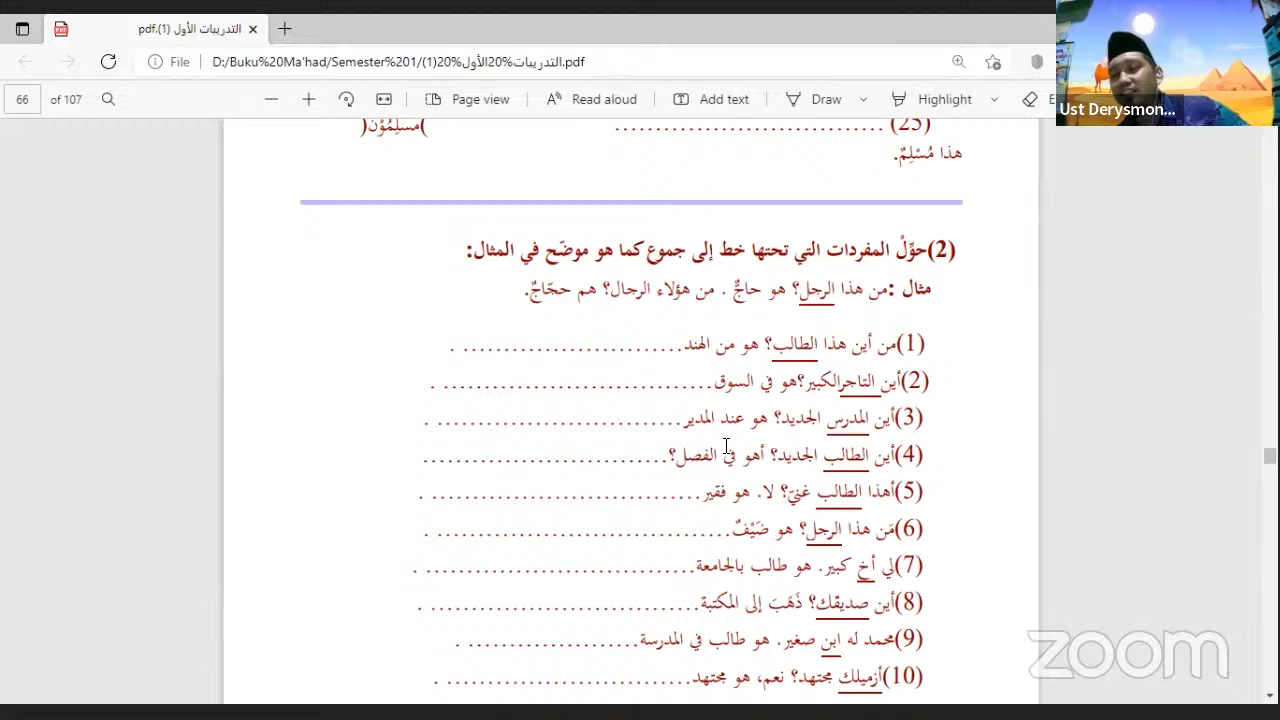 التدريبات الأول (1).pdf
File D:/Buku%20Ma'had/Semester%201/(1)%20التدريبات%20الأول.pdf
66 of 107 Page view Read aloud Add text Draw Highlight
Ust Derysmon...
(25) ................................ )مسلِمُوْن(
هذا مُسْلِمٌ.
(2)حوِّلْ المفردات التي تحتها خط إلى جموع كما هو موضّح في المثال:
مثال :من هذا الرجل؟ هو حاجٌّ . من هؤلاء الرجال؟ هم حجّاجٌ.
(1)من أين هذا الطالب؟ هو من الهند........................... .
(2)أين التاجرالكبير؟هو في السوق................................. .
(3)أين المدرس الجديد؟ هو عند المدير.............................. .
(4)أين الطالب الجديد؟ أهو في الفصل؟..............................
(5)أهذا الطالب غنيّ؟ لا. هو فقير.................................. .
(6)مَن هذا الرجل؟ هو ضَيْفٌ.................................... .
(7)لي أخ كبير. هو طالب بالجامعة................................. .
(8)أين صديقك؟ ذَهَبَ إلى المكتبة................................ .
(9)محمد له ابن صغير. هو طالب في المدرسة...................... .
(10)أزميلك مجتهد؟ نعم، هو مجتهد.............................. .
zoom